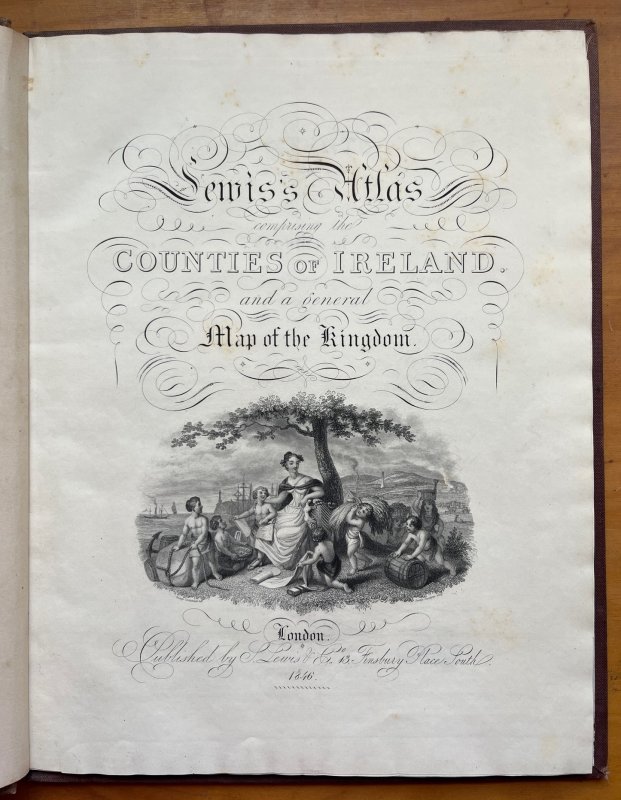 Lewis's Atlas
comprising the
COUNTIES OF IRELAND.
and a general
Map of the Kingdom.
London.
Published by S. Lewis & Co. 13, Finsbury Place South.
1846.